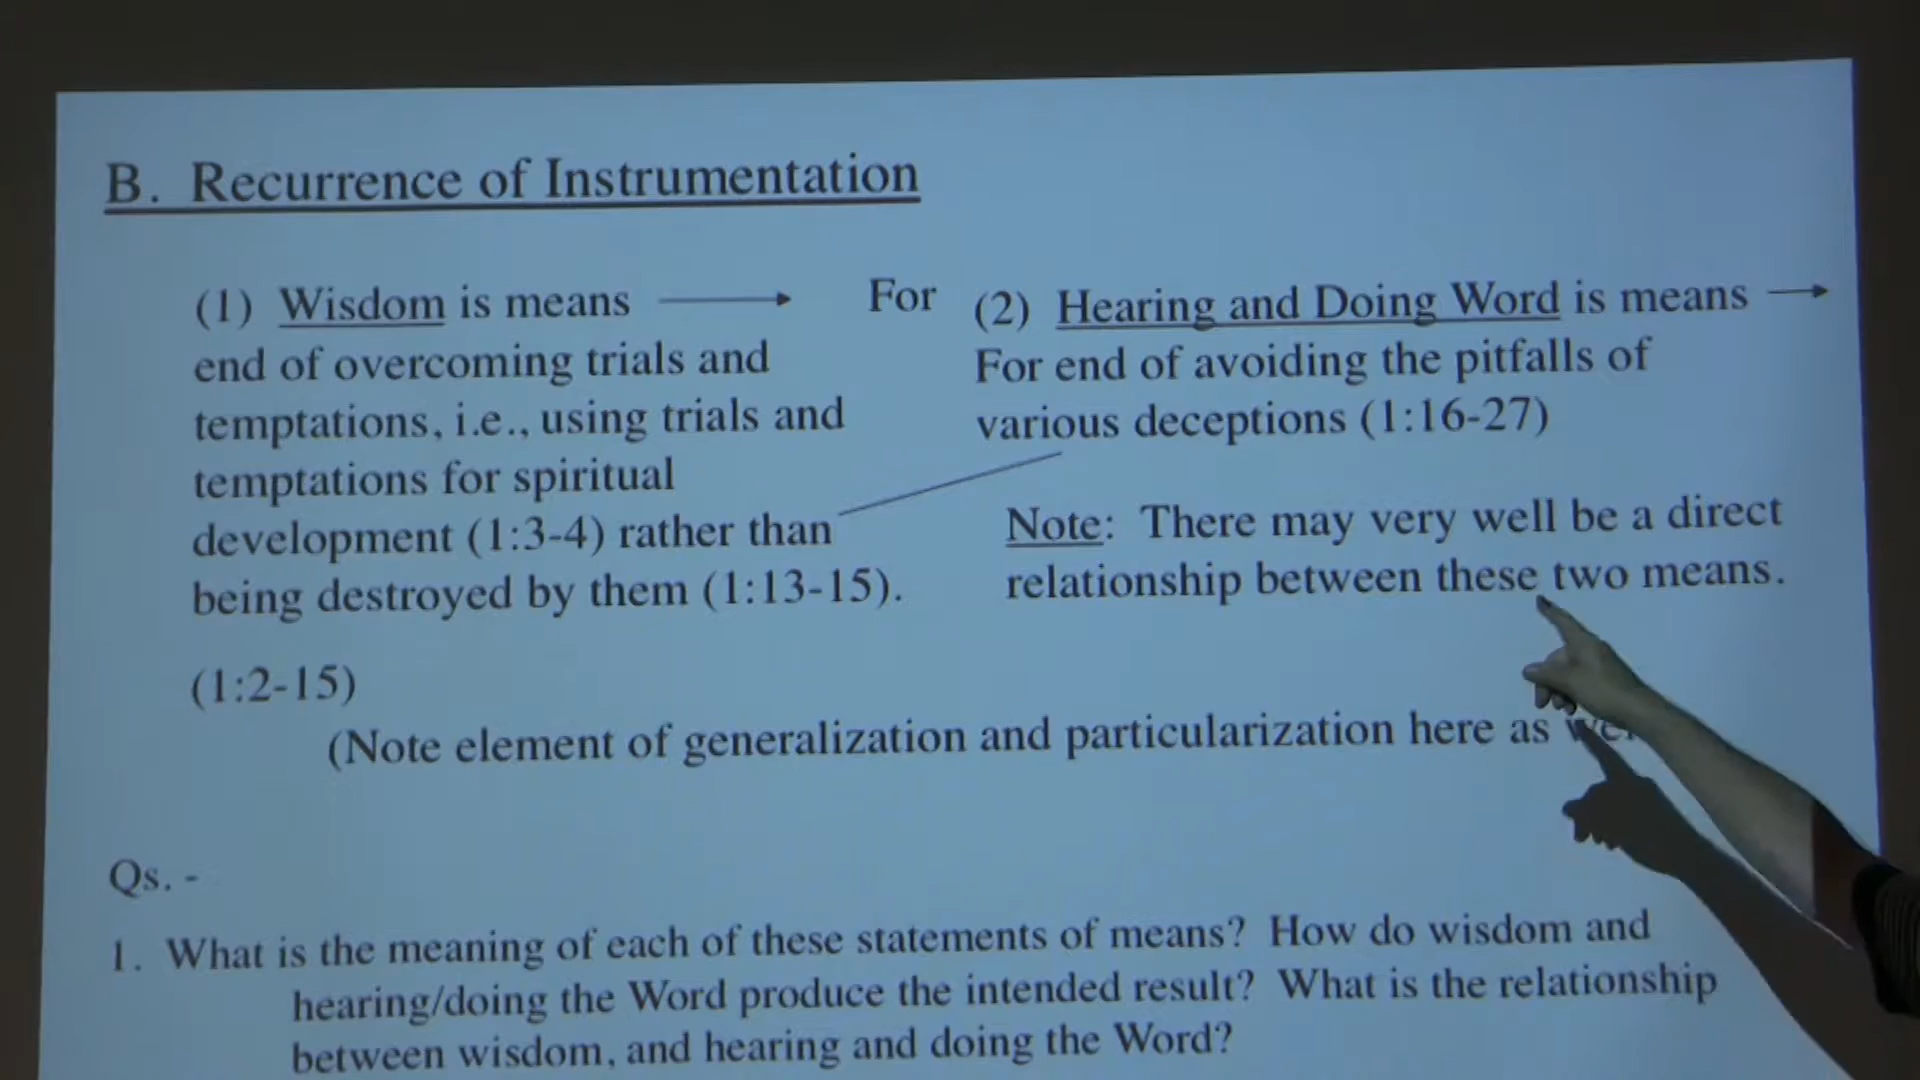 B. Recurrence of Instrumentation
(1) Wisdom is means → For
end of overcoming trials and
temptations, i.e., using trials and
temptations for spiritual
development (1:3-4) rather than
being destroyed by them (1:13-15).
(1:2-15)
(2) Hearing and Doing Word is means →
For end of avoiding the pitfalls of
various deceptions (1:16-27)
Note: There may very well be a direct
relationship between these two means.
(Note element of generalization and particularization here as
Qs. -
1. What is the meaning of each of these statements of means? How do wisdom and
hearing/doing the Word produce the intended result? What is the relationship
between wisdom, and hearing and doing the Word?